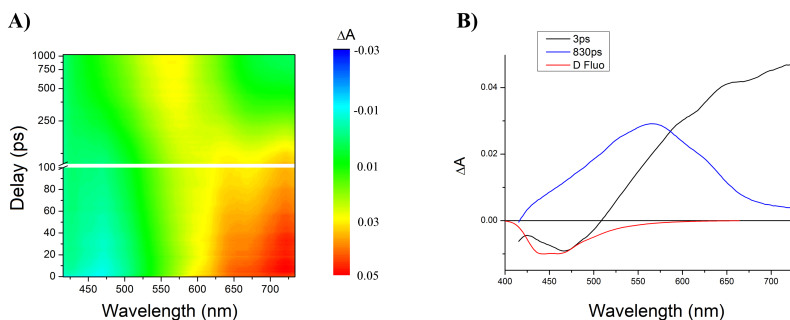 A)
ΔA
1000
750
500
250
100
80
60
40
20
0
Delay (ps)
450 500 550 600 650 700
Wavelength (nm)
-0.03
-0.01
0.01
0.03
0.05
B)
3ps
830ps
D Fluo
0.04
0.02
0.00
ΔA
400 450 500 550 600 650 700
Wavelength (nm)